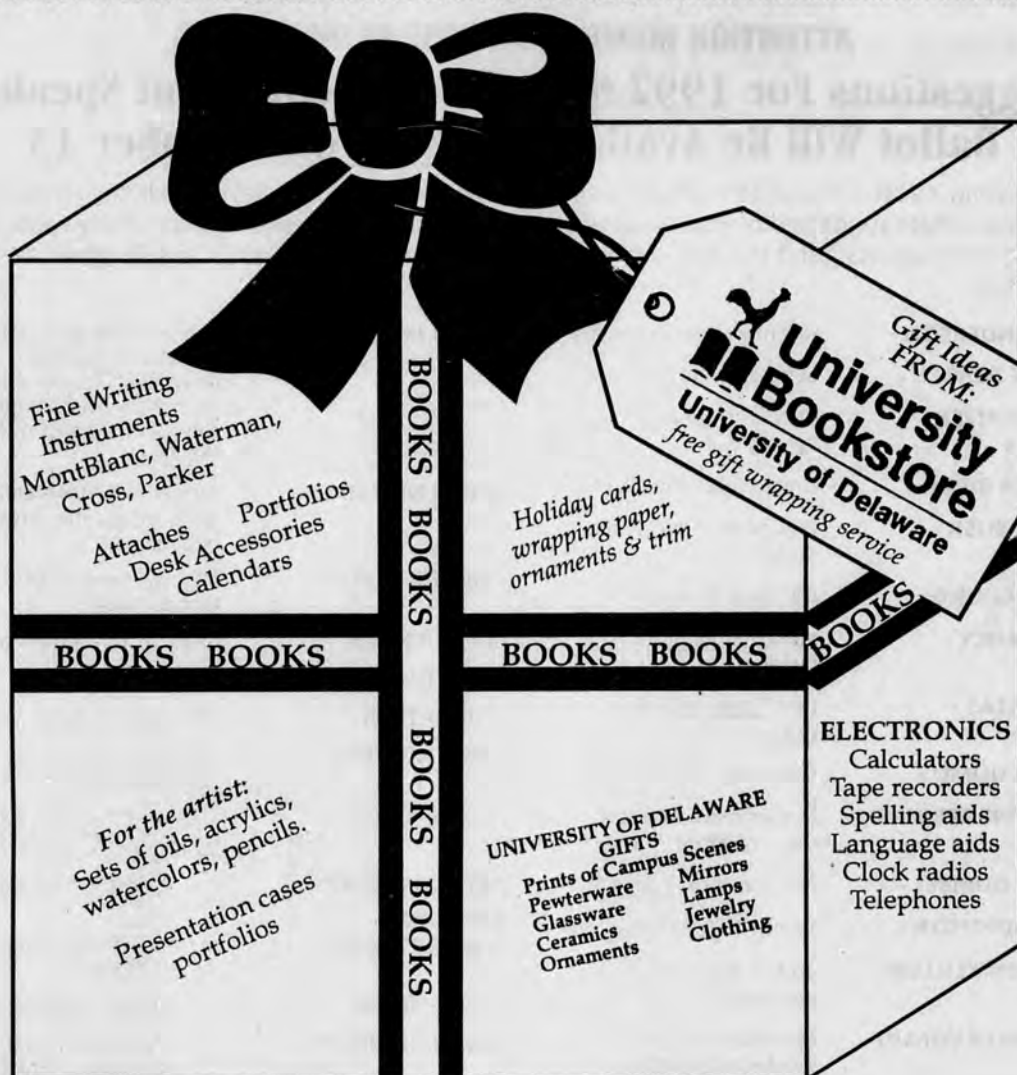 Gift Ideas
FROM:
University
Bookstore
University of Delaware
free gift wrapping service
Fine Writing
Instruments
MontBlanc, Waterman,
Cross, Parker
Attaches Portfolios
Desk Accessories
Calendars
Holiday cards,
wrapping paper,
ornaments & trim
BOOKS BOOKS
BOOKS BOOKS
BOOKS BOOKS
BOOKS
BOOKS BOOKS
For the artist:
Sets of oils, acrylics,
watercolors, pencils.
Presentation cases
portfolios
UNIVERSITY OF DELAWARE
GIFTS
Prints of Campus Scenes
Pewterware Mirrors
Glassware Lamps
Ceramics Jewelry
Ornaments Clothing
ELECTRONICS
Calculators
Tape recorders
Spelling aids
Language aids
Clock radios
Telephones